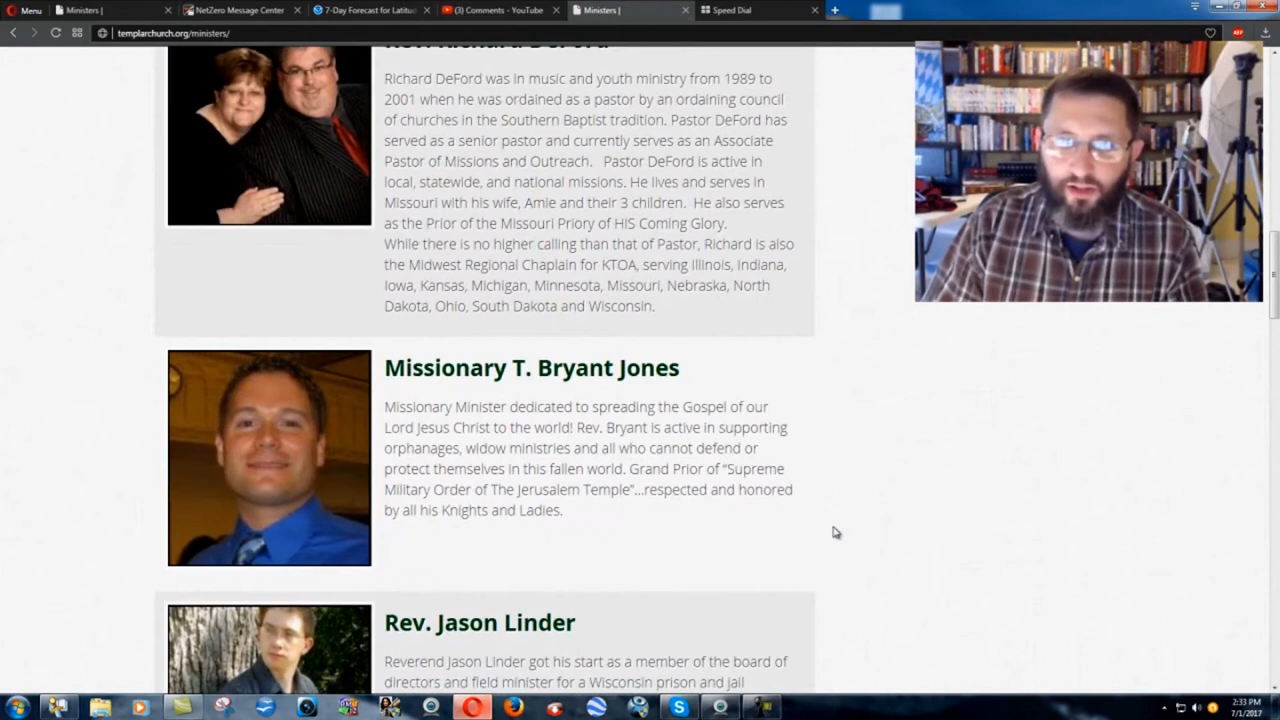 Menu
Ministers |
NetZero Message Center
7-Day Forecast for Latitud
(3) Comments - YouTube
Ministers |
Speed Dial
templarchurch.org/ministers/
ABP
Rev. Richard DeFord
Richard DeFord was in music and youth ministry from 1989 to
2001 when he was ordained as a pastor by an ordaining council
of churches in the Southern Baptist tradition. Pastor DeFord has
served as a senior pastor and currently serves as an Associate
Pastor of Missions and Outreach. Pastor DeFord is active in
local, statewide, and national missions. He lives and serves in
Missouri with his wife, Amie and their 3 children. He also serves
as the Prior of the Missouri Priory of HIS Coming Glory.
While there is no higher calling than that of Pastor, Richard is also
the Midwest Regional Chaplain for KTOA, serving Illinois, Indiana,
Iowa, Kansas, Michigan, Minnesota, Missouri, Nebraska, North
Dakota, Ohio, South Dakota and Wisconsin.
Missionary T. Bryant Jones
Missionary Minister dedicated to spreading the Gospel of our
Lord Jesus Christ to the world! Rev. Bryant is active in supporting
orphanages, widow ministries and all who cannot defend or
protect themselves in this fallen world. Grand Prior of “Supreme
Military Order of The Jerusalem Temple”...respected and honored
by all his Knights and Ladies.
Rev. Jason Linder
Reverend Jason Linder got his start as a member of the board of
directors and field minister for a Wisconsin prison and jail
2:33 PM
7/1/2017